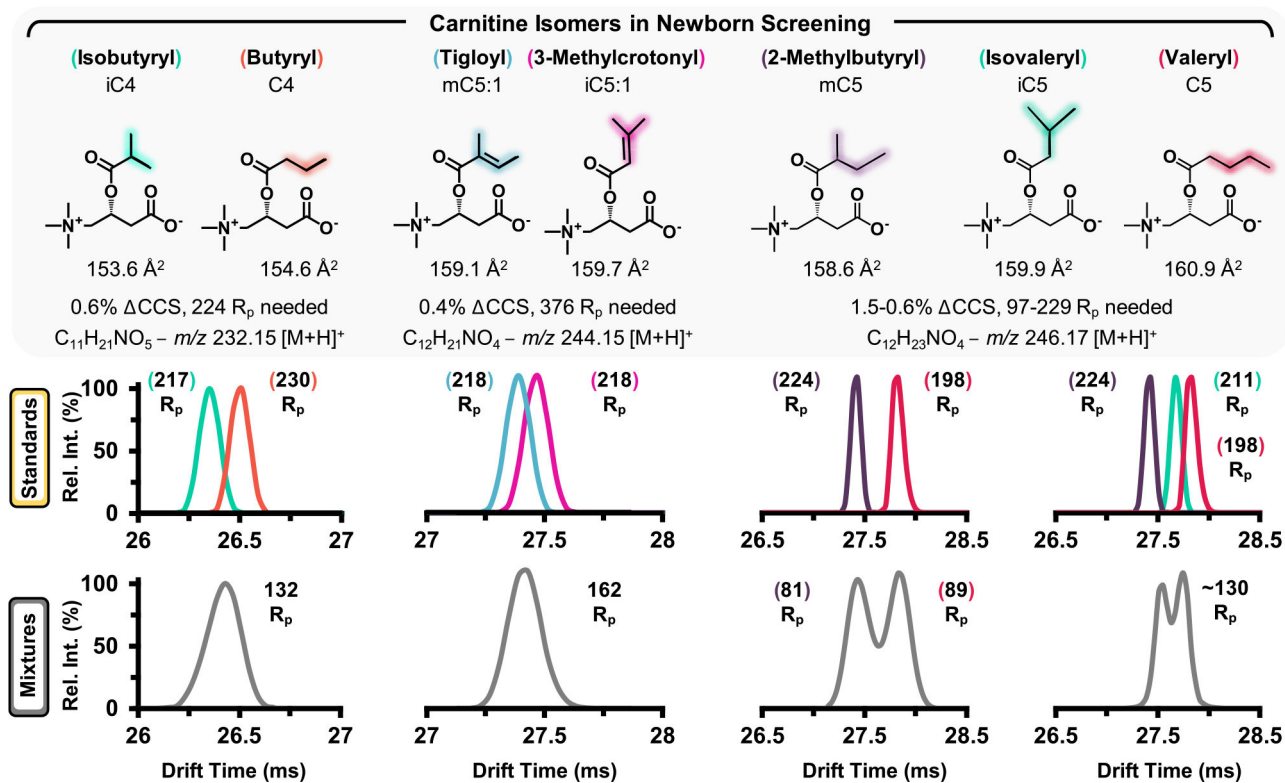 Carnitine Isomers in Newborn Screening
(Isobutyryl) (Butyryl) (Tigloyl) (3-Methylcrotonyl) (2-Methylbutyryl) (Isovaleryl) (Valeryl)
iC4 C4 mC5:1 iC5:1 mC5 iC5 C5
O O O O O O O
O O O O O O O O O O O O O O
N+ O- N+ O- N+ O- N+ O- N+ O- N+ O- N+ O-
153.6 Å² 154.6 Å² 159.1 Å² 159.7 Å² 158.6 Å² 159.9 Å² 160.9 Å²
0.6% ΔCCS, 224 Rp needed 0.4% ΔCCS, 376 Rp needed 1.5-0.6% ΔCCS, 97-229 Rp needed
C₁₁H₂₁NO₅ – m/z 232.15 [M+H]⁺ C₁₂H₂₁NO₄ – m/z 244.15 [M+H]⁺ C₁₂H₂₃NO₄ – m/z 246.17 [M+H]⁺
Standards
Rel. Int. (%)
100
50
0
(217) Rp
(230) Rp
26 26.5 27
(218) Rp
(218) Rp
27 27.5 28
(224) Rp
(198) Rp
26.5 27.5 28.5
(224) Rp
(211) Rp
(198) Rp
26.5 27.5 28.5
Mixtures
Rel. Int. (%)
100
50
0
132 Rp
26 26.5 27
Drift Time (ms)
162 Rp
27 27.5 28
Drift Time (ms)
(81) Rp
(89) Rp
26.5 27.5 28.5
Drift Time (ms)
~130 Rp
26.5 27.5 28.5
Drift Time (ms)